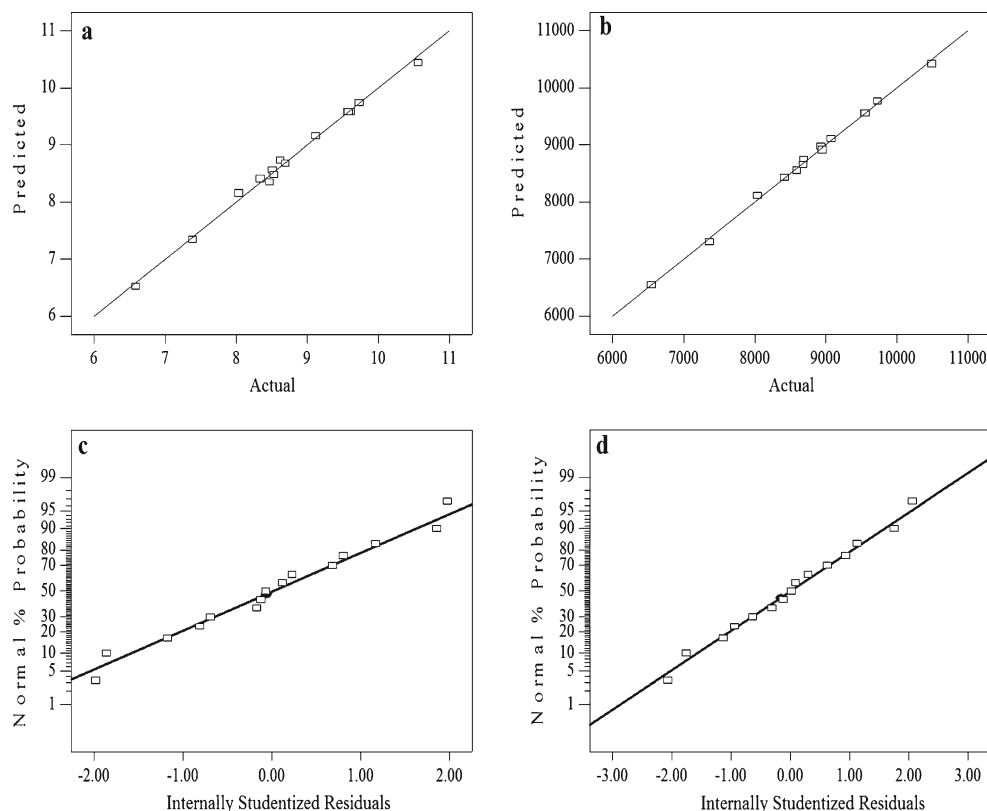 a
11
10
9
8
7
6
Predicted
6 7 8 9 10 11
Actual
b
11000
10000
9000
8000
7000
6000
Predicted
6000 7000 8000 9000 10000 11000
Actual
c
99
95
90
80
70
50
30
20
10
5
1
Normal % Probability
-2.00 -1.00 0.00 1.00 2.00
Internally Studentized Residuals
d
99
95
90
80
70
50
30
20
10
5
1
Normal % Probability
-3.00 -2.00 -1.00 0.00 1.00 2.00 3.00
Internally Studentized Residuals